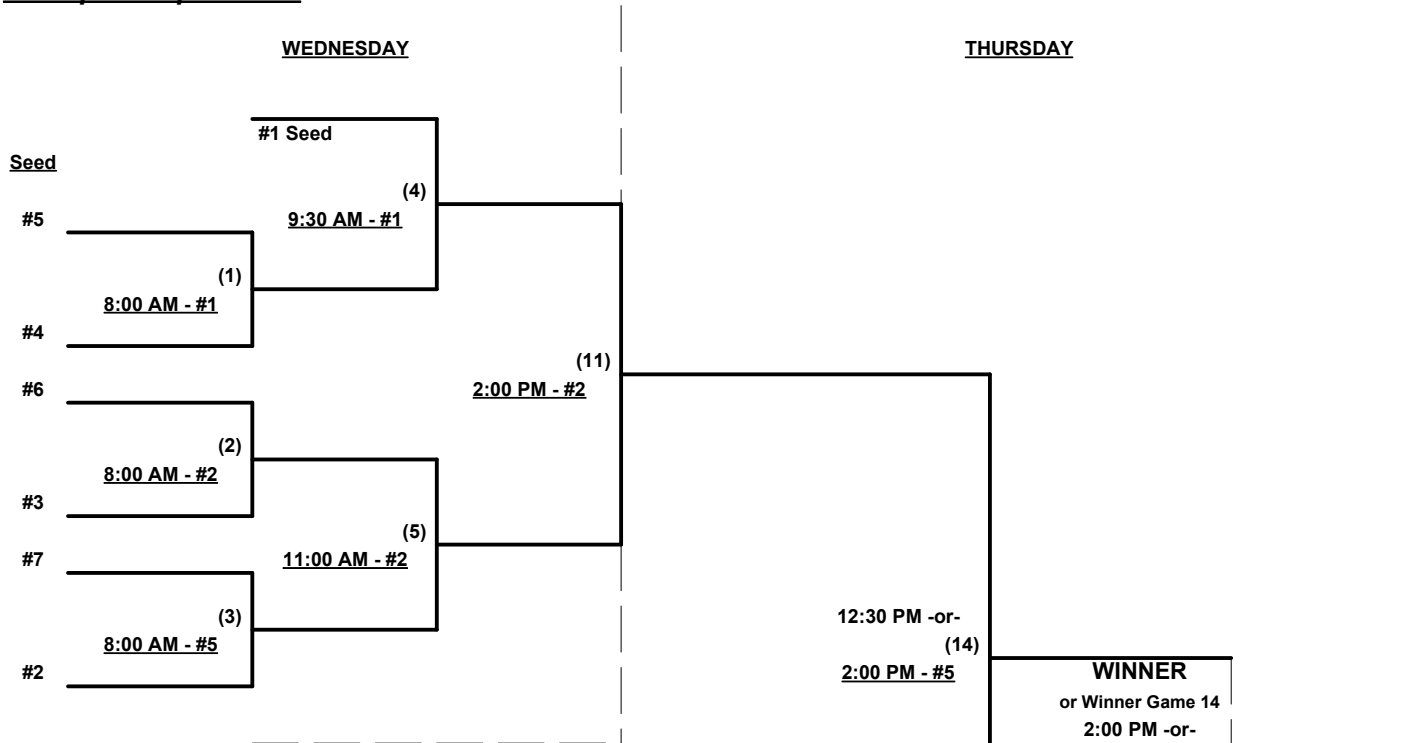 WEDNESDAY
THURSDAY
#1 Seed
Seed
(4)
#5
9:30 AM - #1
(1)
8:00 AM - #1
#4
(11)
#6
2:00 PM - #2
(2)
8:00 AM - #2
#3
(5)
#7
11:00 AM - #2
(3)
12:30 PM -or-
8:00 AM - #5
(14)
#2
2:00 PM - #5
WINNER
or Winner Game 14
2:00 PM -or-